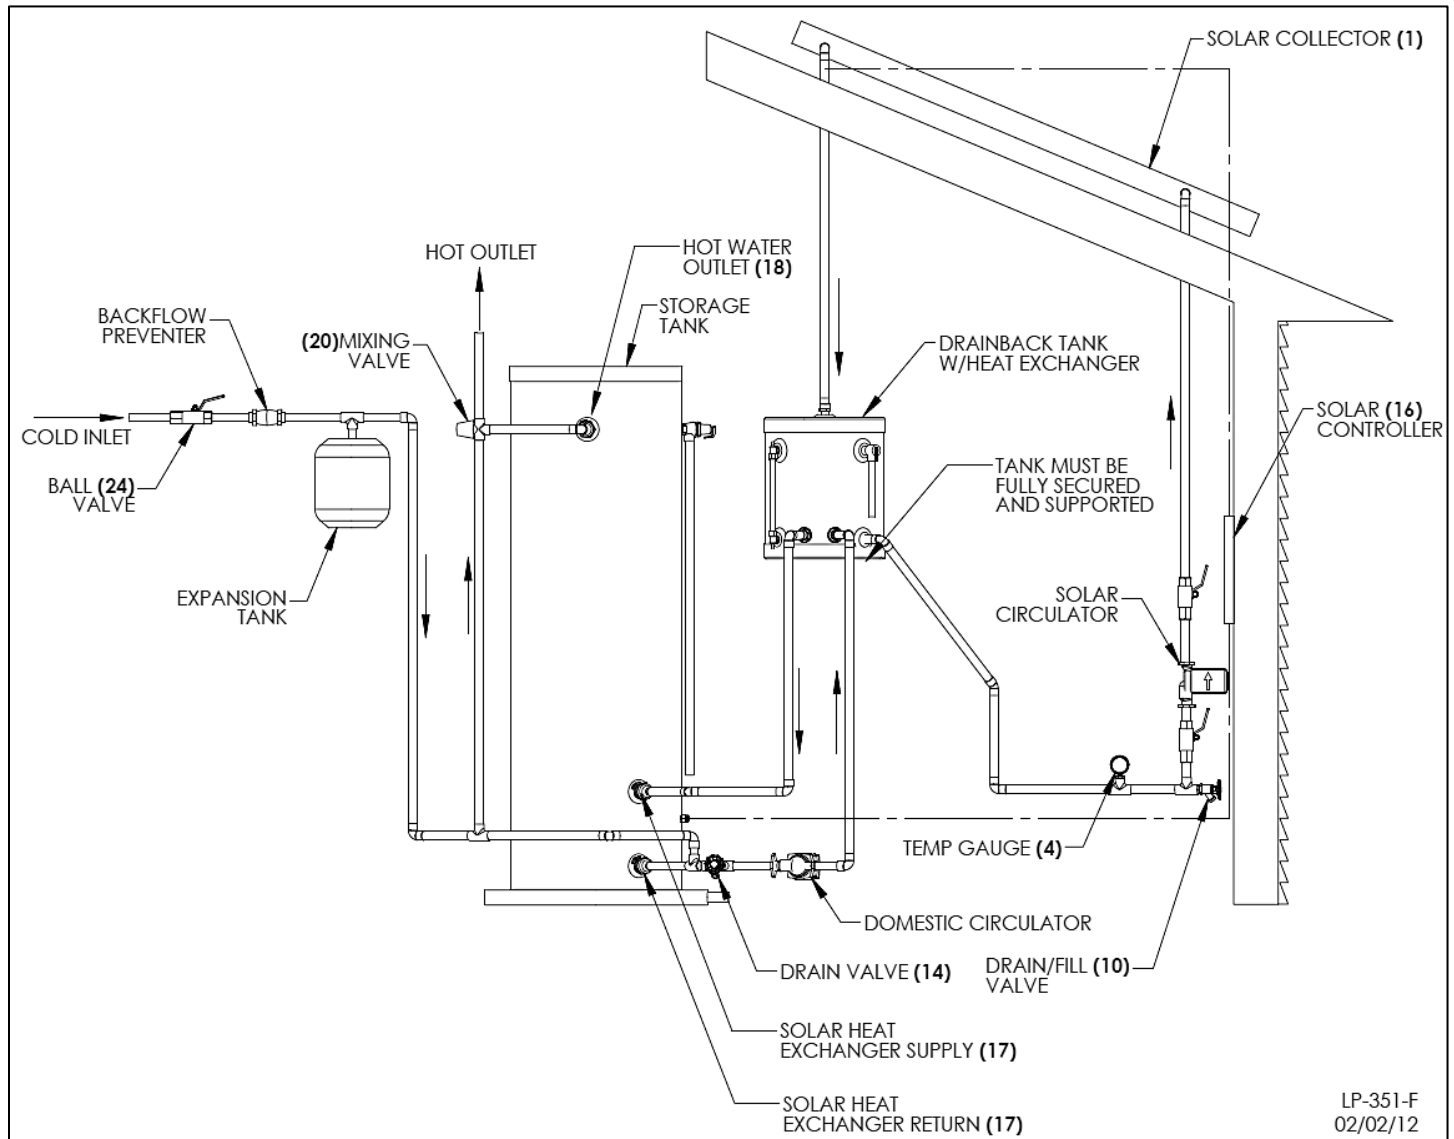 SOLAR COLLECTOR (1)
HOT OUTLET
HOT WATER
OUTLET (18)
STORAGE
TANK
BACKFLOW
PREVENTER
(20)MIXING
VALVE
DRAINBACK TANK
W/HEAT EXCHANGER
SOLAR (16)
CONTROLLER
COLD INLET
BALL (24)
VALVE
TANK MUST BE
FULLY SECURED
AND SUPPORTED
EXPANSION
TANK
SOLAR
CIRCULATOR
TEMP GAUGE (4)
DOMESTIC CIRCULATOR
DRAIN VALVE (14)
DRAIN/FILL (10)
VALVE
SOLAR HEAT
EXCHANGER SUPPLY (17)
SOLAR HEAT
EXCHANGER RETURN (17)
LP-351-F
02/02/12